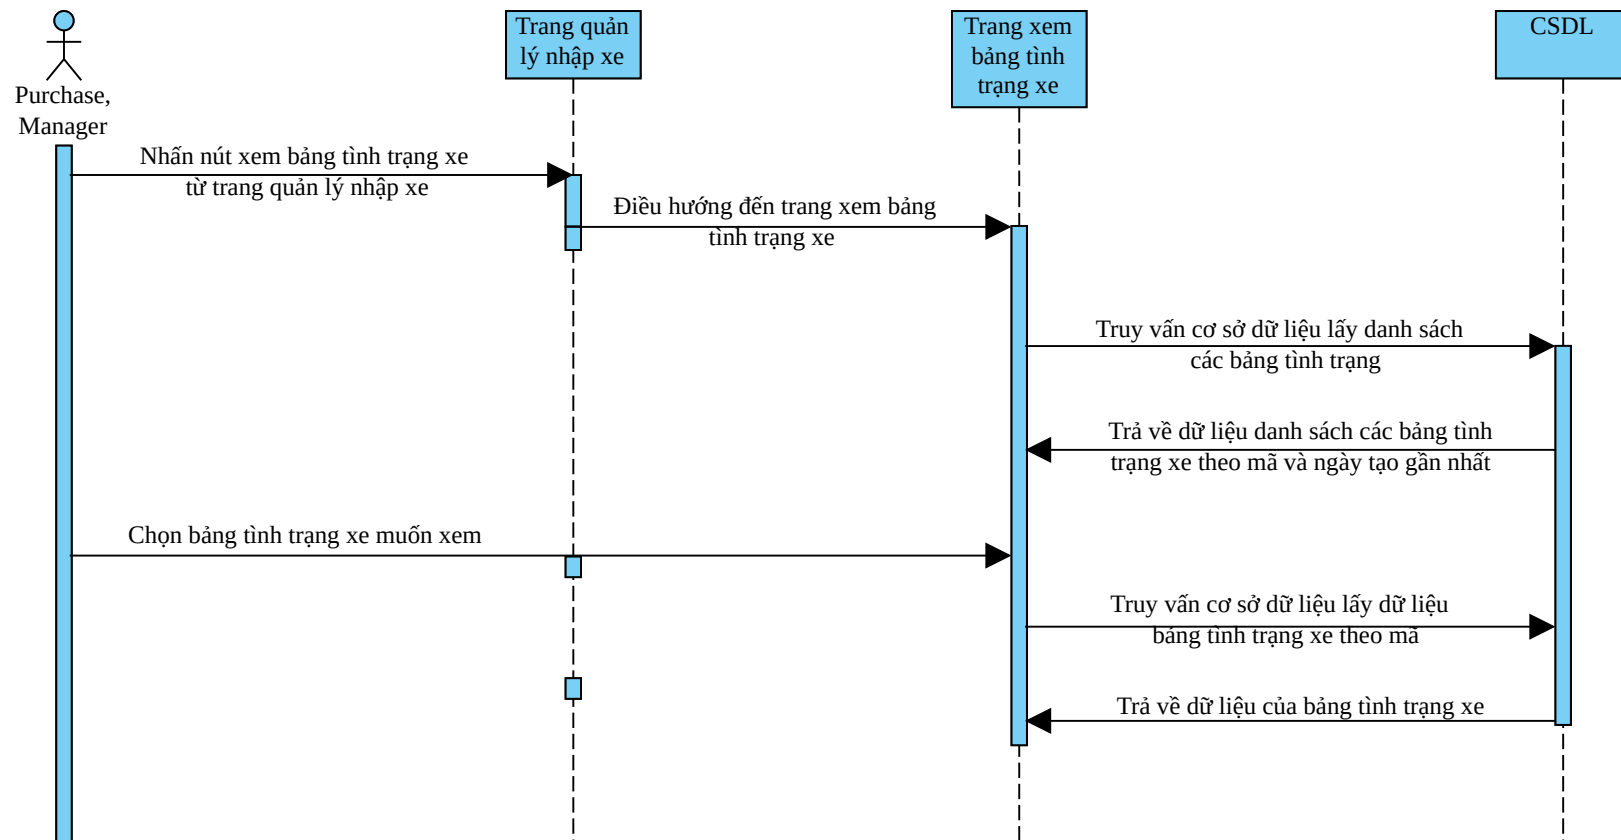 Purchase,
Manager
Trang quản
lý nhập xe
Trang xem
bảng tình
trạng xe
CSDL
Nhấn nút xem bảng tình trạng xe
từ trang quản lý nhập xe
Điều hướng đến trang xem bảng
tình trạng xe
Truy vấn cơ sở dữ liệu lấy danh sách
các bảng tình trạng
Trả về dữ liệu danh sách các bảng tình
trạng xe theo mã và ngày tạo gần nhất
Chọn bảng tình trạng xe muốn xem
Truy vấn cơ sở dữ liệu lấy dữ liệu
bảng tình trạng xe theo mã
Trả về dữ liệu của bảng tình trạng xe